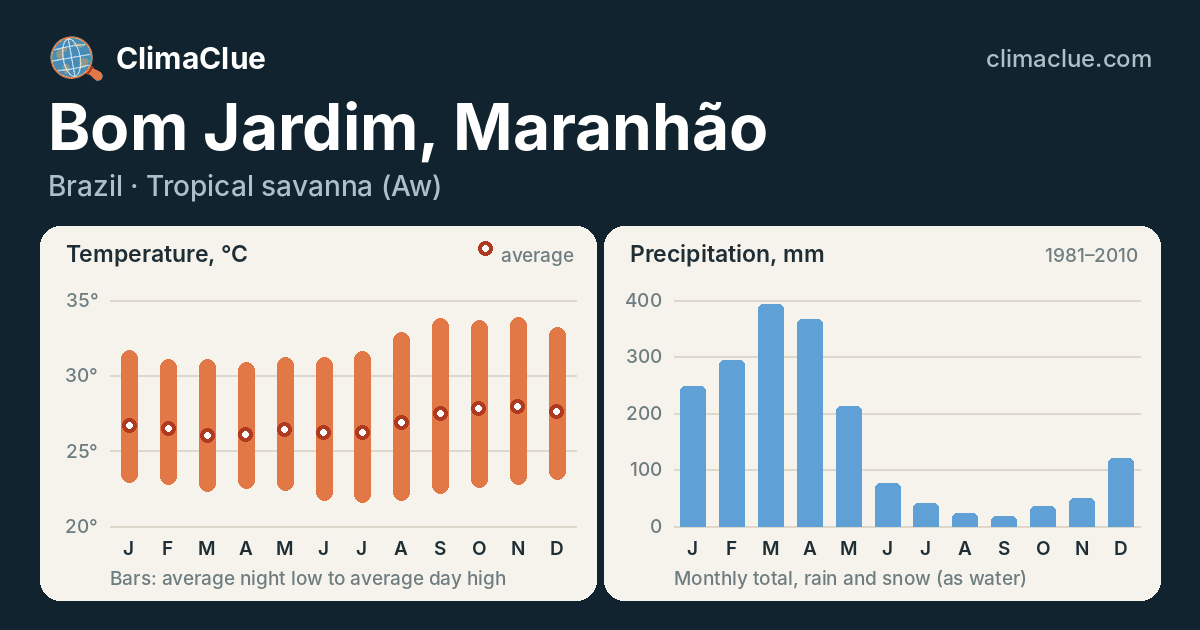 ClimaClue
climaclue.com
Bom Jardim, Maranhão
Brazil · Tropical savanna (Aw)
Temperature, °C
average
35°
30°
25°
20°
J F M A M J J A S O N D
Bars: average night low to average day high
Precipitation, mm
1981–2010
400
300
200
100
0
J F M A M J J A S O N D
Monthly total, rain and snow (as water)